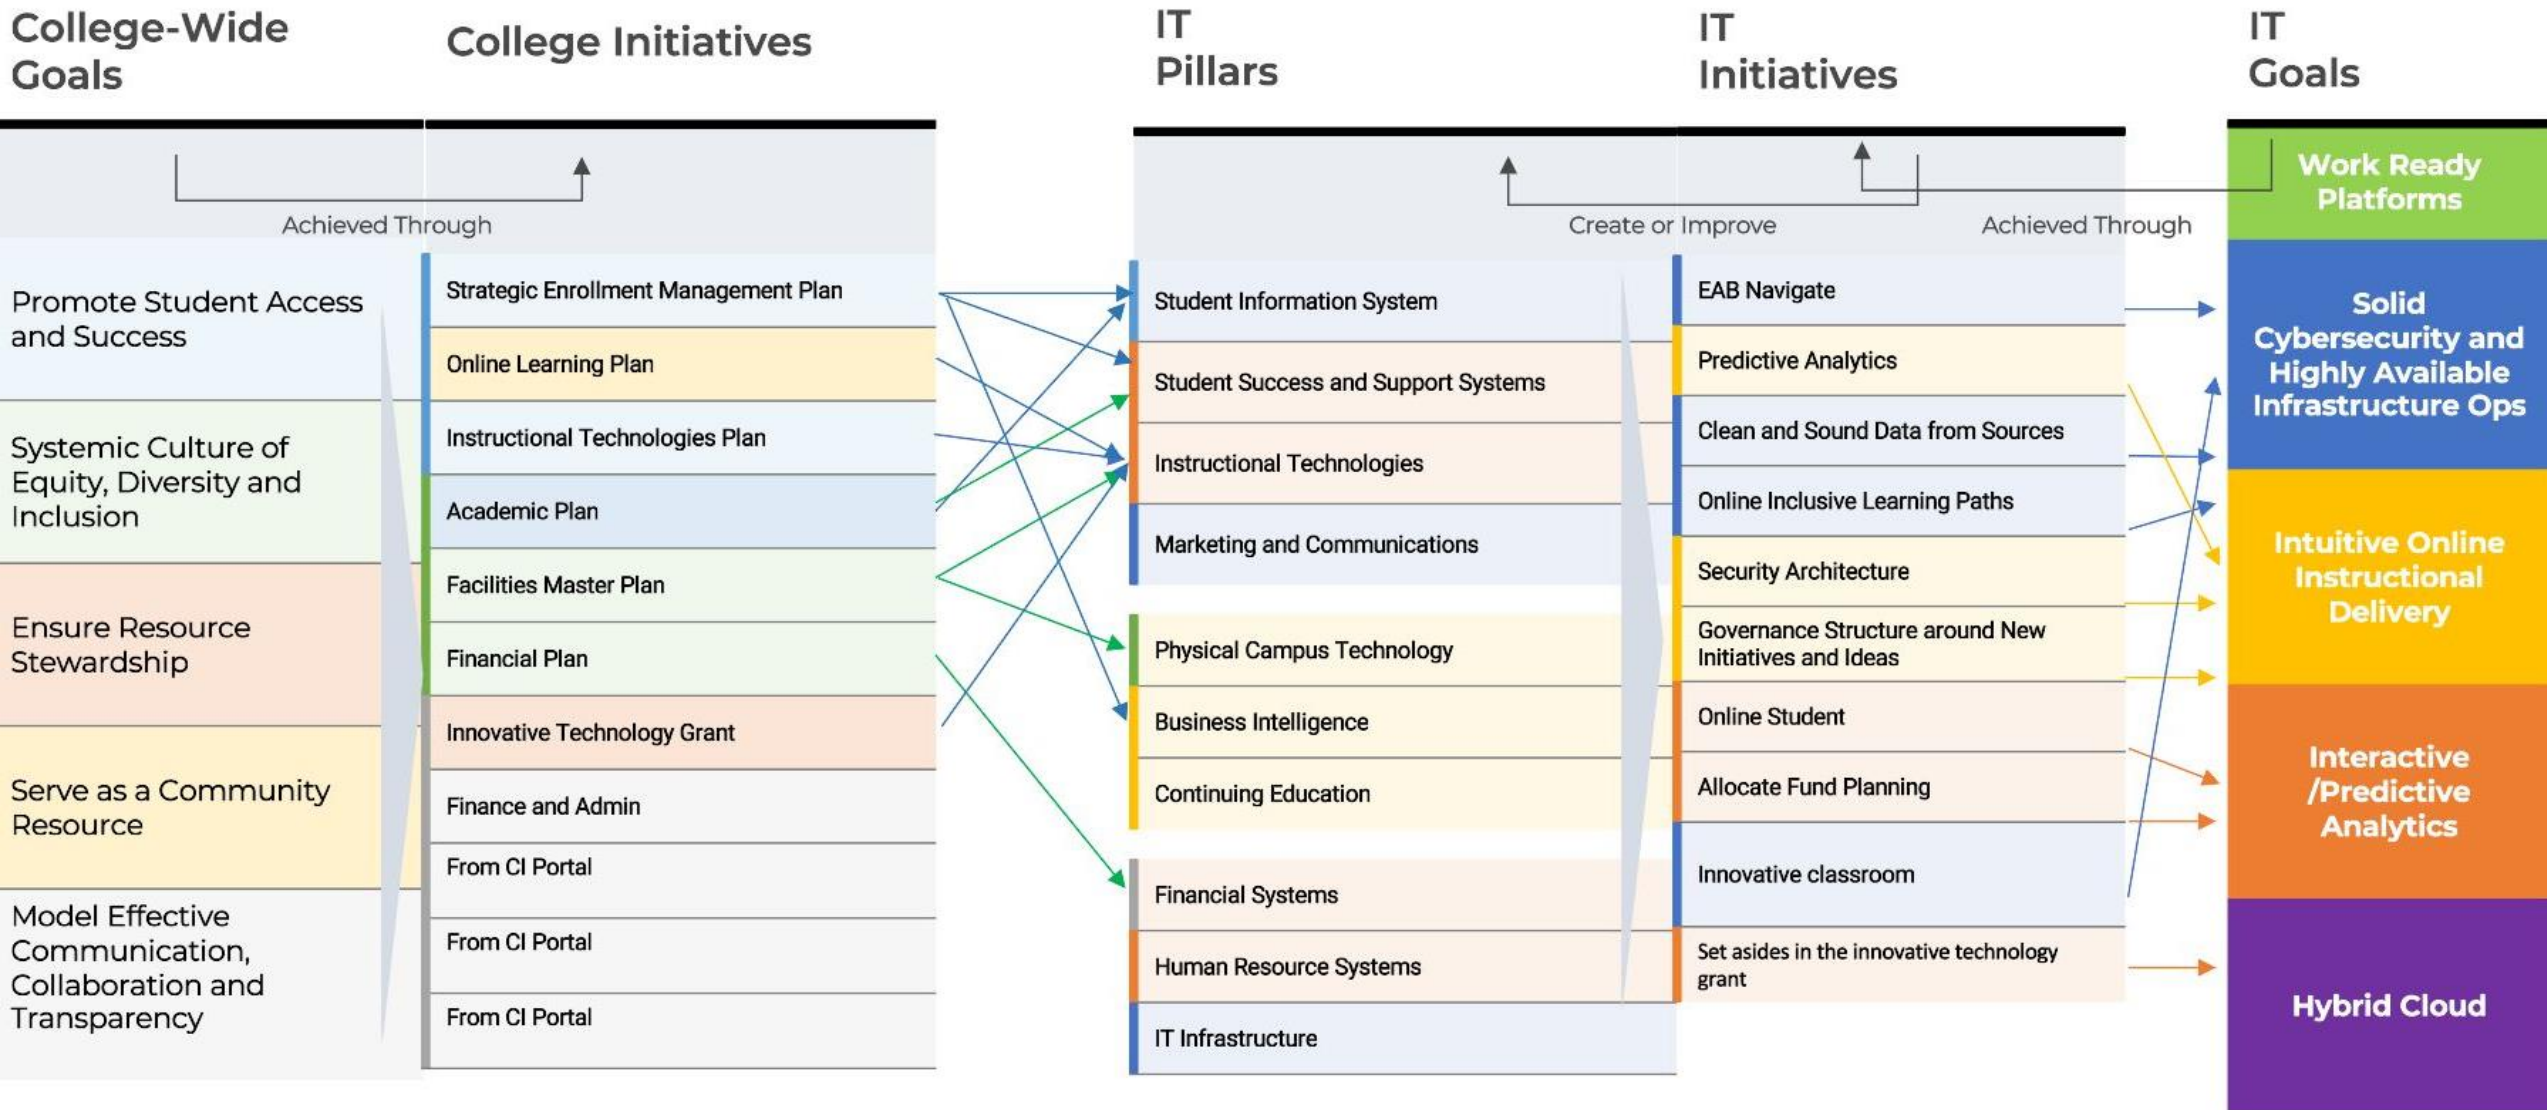 College-Wide
Goals
College Initiatives
IT
Pillars
IT
Initiatives
IT
Goals
Achieved Through
Create or Improve
Achieved Through
Promote Student Access
and Success
Systemic Culture of
Equity, Diversity and
Inclusion
Ensure Resource
Stewardship
Serve as a Community
Resource
Model Effective
Communication,
Collaboration and
Transparency
Strategic Enrollment Management Plan
Online Learning Plan
Instructional Technologies Plan
Academic Plan
Facilities Master Plan
Financial Plan
Innovative Technology Grant
Finance and Admin
From CI Portal
From CI Portal
From CI Portal
Student Information System
Student Success and Support Systems
Instructional Technologies
Marketing and Communications
Physical Campus Technology
Business Intelligence
Continuing Education
Financial Systems
Human Resource Systems
IT Infrastructure
EAB Navigate
Predictive Analytics
Clean and Sound Data from Sources
Online Inclusive Learning Paths
Security Architecture
Governance Structure around New
Initiatives and Ideas
Online Student
Allocate Fund Planning
Innovative classroom
Set asides in the innovative technology
grant
Work Ready
Platforms
Solid
Cybersecurity and
Highly Available
Infrastructure Ops
Intuitive Online
Instructional
Delivery
Interactive
/Predictive
Analytics
Hybrid Cloud